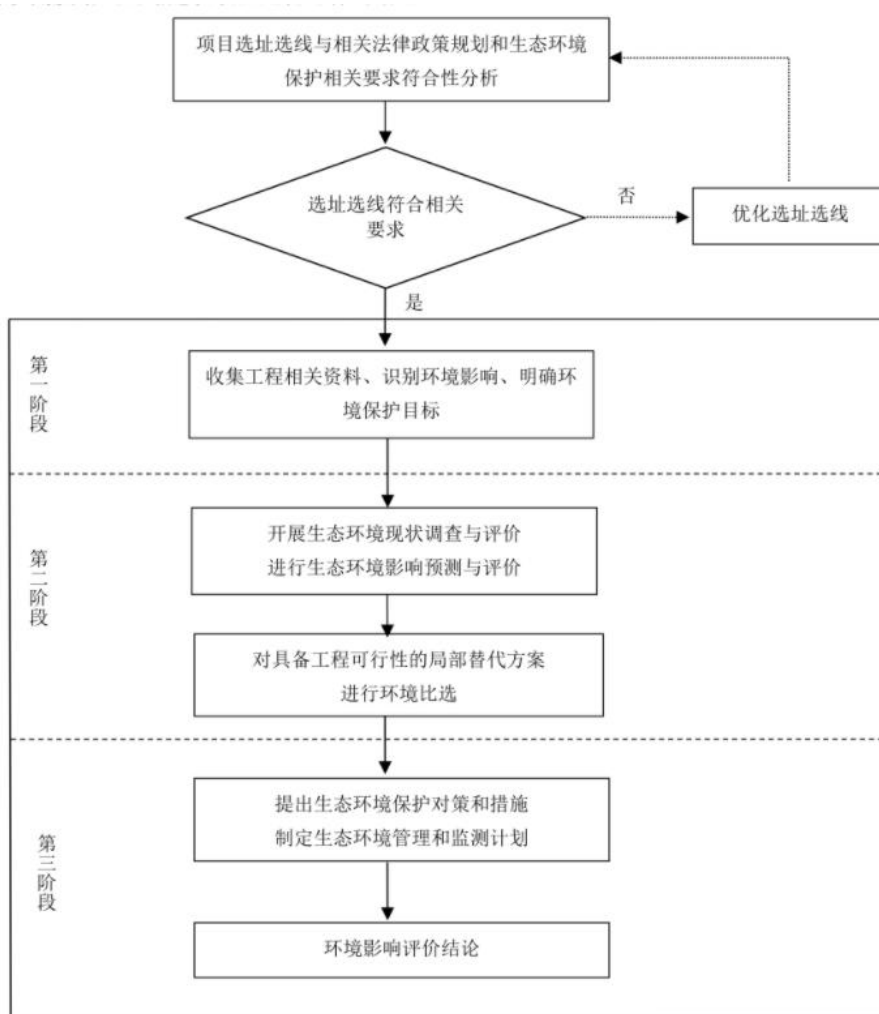 项目选址选线与相关法律政策规划和生态环境
保护相关要求符合性分析
选址选线符合相关
要求
否
优化选址选线
是
第一阶段
收集工程相关资料、识别环境影响、明确环
境保护目标
第二阶段
开展生态环境现状调查与评价
进行生态环境影响预测与评价
对具备工程可行性的局部替代方案
进行环境比选
第三阶段
提出生态环境保护对策和措施
制定生态环境管理和监测计划
环境影响评价结论